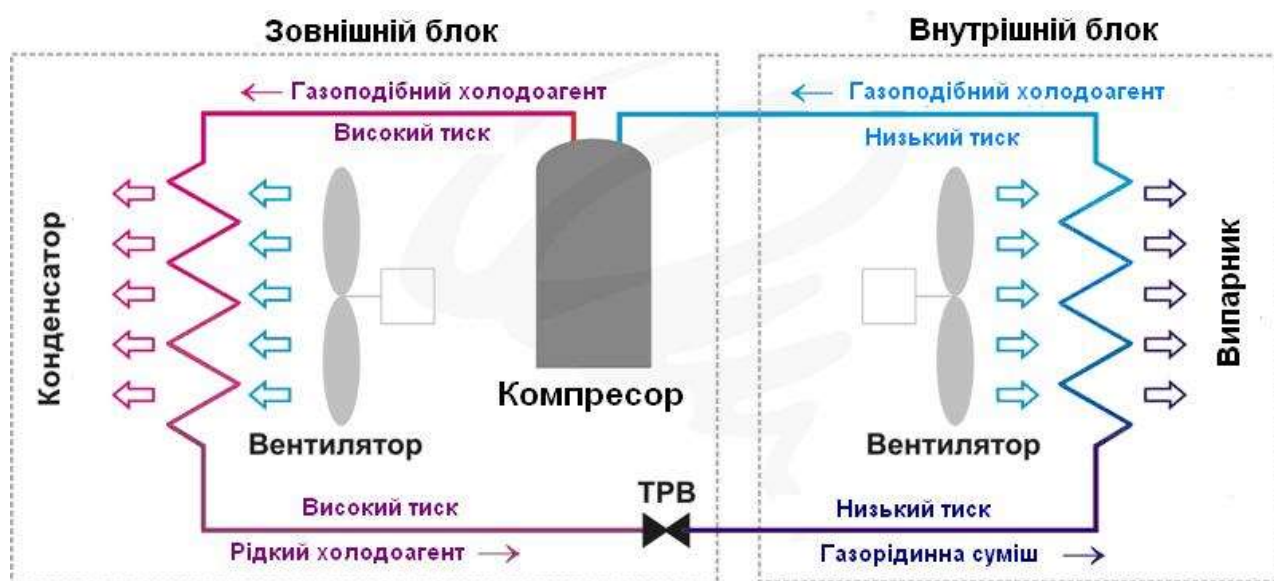 Зовнішній блок
Внутрішній блок
Газоподібний холодоагент
Газоподібний холодоагент
Високий тиск
Низький тиск
Конденсатор
Випарник
Компресор
Вентилятор
Вентилятор
ТРВ
Високий тиск
Низький тиск
Рідкий холодоагент
Газорідинна суміш